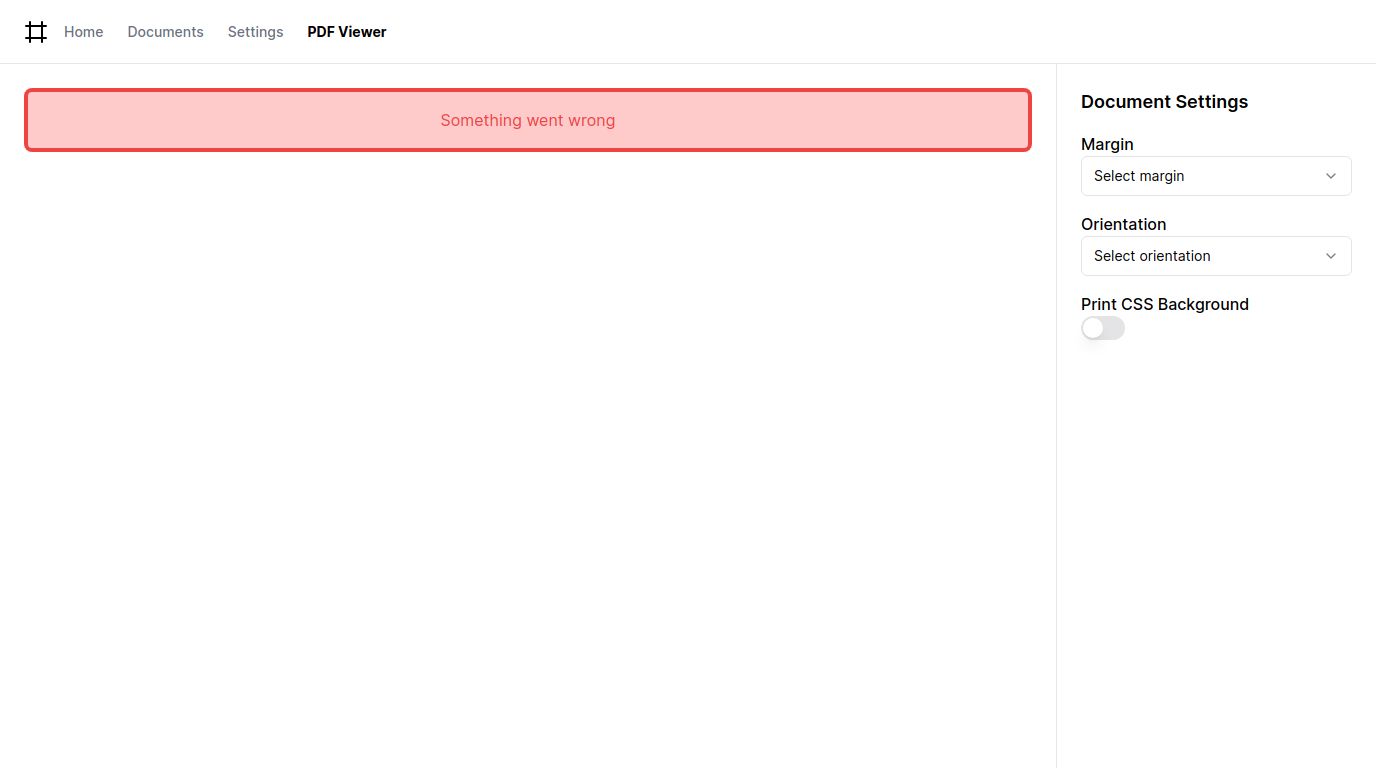 Home Documents Settings PDF Viewer
Something went wrong
Document Settings
Margin
Select margin
Orientation
Select orientation
Print CSS Background